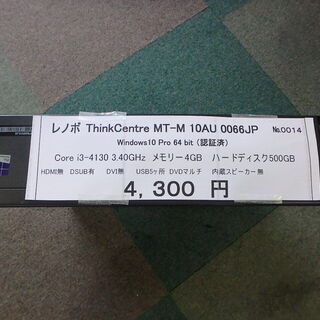 レノボ ThinkCentre MT-M 10AU 0066JP №0014
Windows10 Pro 64 bit (認証済)
Core i3-4130 3.40GHz メモリー4GB ハードディスク500GB
HDMI無 DSUB有 DVI無 USB5ヶ所 DVDマルチ 内蔵スピーカー無
4,300 円